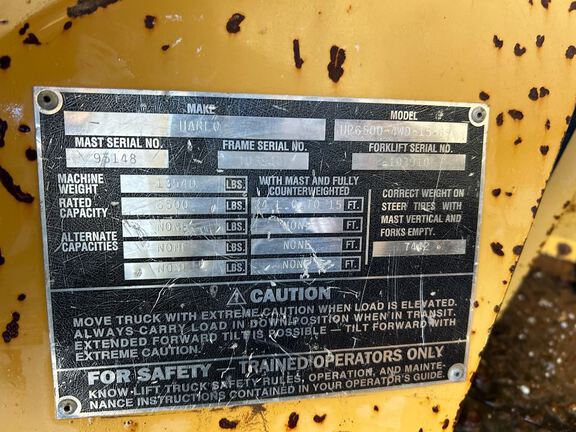 MAKE MODEL
HARLO
MAST SERIAL NO. FRAME SERIAL NO. FORKLIFT SERIAL NO.
95148
MACHINE WEIGHT LBS. WITH MAST AND FULLY COUNTERWEIGHTED
RATED CAPACITY LBS. TO 15 FT.
CORRECT WEIGHT ON STEER TIRES WITH MAST VERTICAL AND FORKS EMPTY.
ALTERNATE CAPACITIES NONE LBS. NONE FT.
NONE LBS. NONE FT.
NONE LBS. NONE FT.
⚠ CAUTION
MOVE TRUCK WITH EXTREME CAUTION WHEN LOAD IS ELEVATED.
ALWAYS CARRY LOAD IN DOWN POSITION WHEN IN TRANSIT.
EXTENDED FORWARD TILT IS POSSIBLE – TILT FORWARD WITH
EXTREME CAUTION.
FOR SAFETY – TRAINED OPERATORS ONLY
KNOW-LIFT TRUCK SAFETY RULES, OPERATION, AND MAINTE-
NANCE INSTRUCTIONS CONTAINED IN YOUR OPERATOR'S GUIDE.